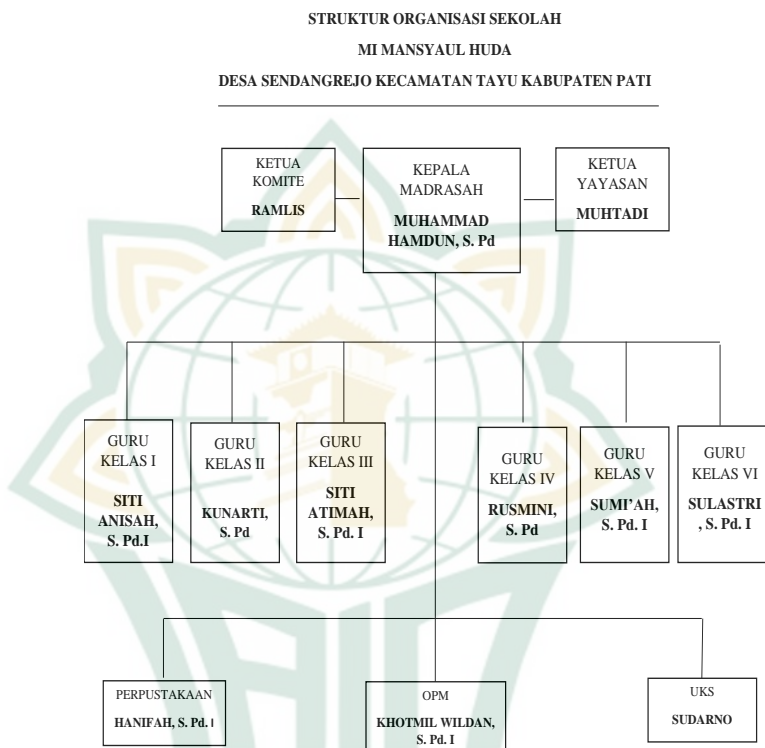 STRUKTUR ORGANISASI SEKOLAH
MI MANSYAUL HUDA
DESA SENDANGREJO KECAMATAN TAYU KABUPATEN PATI
KETUA
KOMITE
RAMLIS
KEPALA
MADRASAH
MUHAMMAD
HAMDUN, S. Pd
KETUA
YAYASAN
MUHTADI
GURU
KELAS I
SITI
ANISAH,
S. Pd.I
GURU
KELAS II
KUNARTI,
S. Pd
GURU
KELAS III
SITI
ATIMAH,
S. Pd. I
GURU
KELAS IV
RUSMINI,
S. Pd
GURU
KELAS V
SUMI’AH,
S. Pd. I
GURU
KELAS VI
SULASTRI
, S. Pd. I
PERPUSTAKAAN
HANIFAH, S. Pd. I
OPM
KHOTMIL WILDAN,
S. Pd. I
UKS
SUDARNO